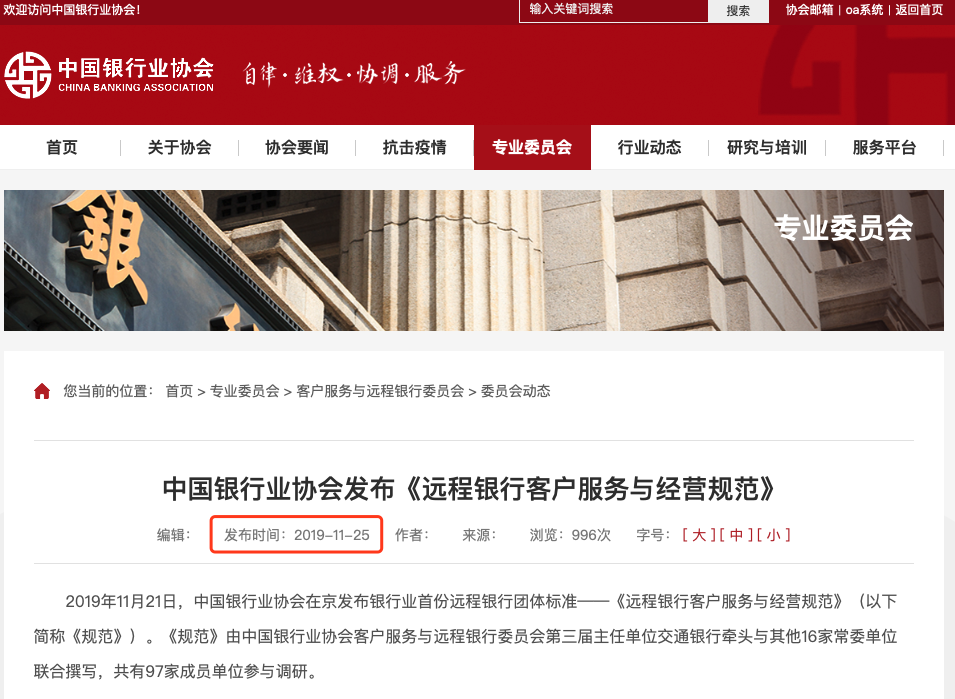 欢迎访问中国银行业协会！
输入关键词搜索
搜索
协会邮箱 | oa系统 | 返回首页
中国银行业协会
CHINA BANKING ASSOCIATION
自律·维权·协调·服务
首页 关于协会 协会要闻 抗击疫情 专业委员会 行业动态 研究与培训 服务平台
銀
专业委员会
您当前的位置： 首页 > 专业委员会 > 客户服务与远程银行委员会 > 委员会动态
中国银行业协会发布《远程银行客户服务与经营规范》
编辑： 发布时间：2019-11-25 作者： 来源： 浏览：996次 字号：[ 大 ][ 中 ][ 小 ]
2019年11月21日，中国银行业协会在京发布银行业首份远程银行团体标准——《远程银行客户服务与经营规范》（以下
简称《规范》）。《规范》由中国银行业协会客户服务与远程银行委员会第三届主任单位交通银行牵头与其他16家常委单位
联合撰写，共有97家成员单位参与调研。